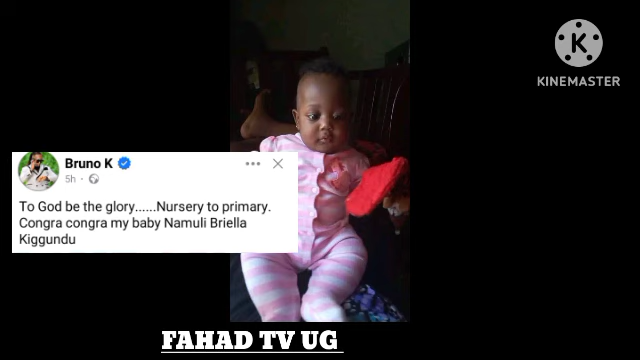 KINEMASTER
Bruno K
5h ·
To God be the glory......Nursery to primary.
Congra congra my baby Namuli Briella
Kiggundu
FAHAD TV UG